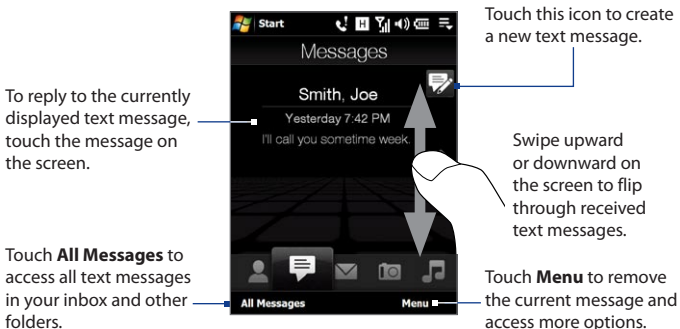 Touch this icon to create
a new text message.
To reply to the currently
displayed text message,
touch the message on
the screen.
Start
H
Messages
Smith, Joe
Yesterday 7:42 PM
I'll call you sometime week.
Swipe upward
or downward on
the screen to flip
through received
text messages.
Touch All Messages to
access all text messages
in your inbox and other
folders.
All Messages
Menu
Touch Menu to remove
the current message and
access more options.